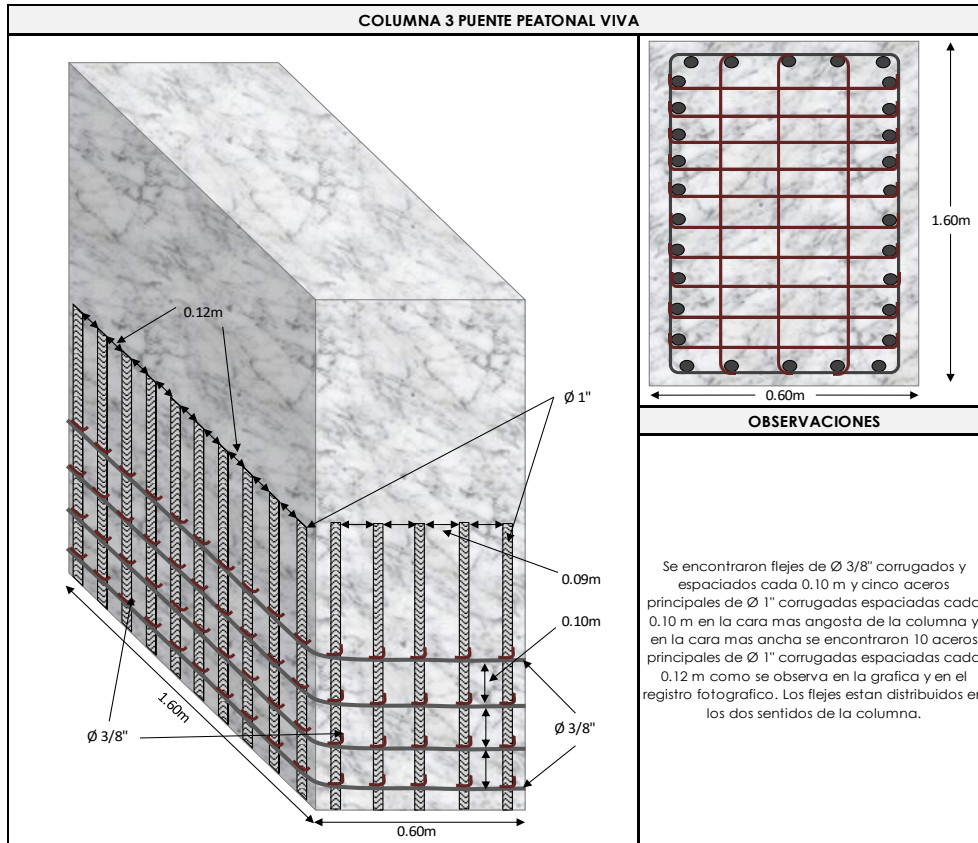 COLUMNA 3 PUENTE PEATONAL VIVA
0.12m
Ø 1"
0.09m
0.10m
Ø 3/8"
Ø 3/8"
1.60m
0.60m
1.60m
0.60m
OBSERVACIONES
Se encontraron flejes de Ø 3/8" corrugados y
espaciados cada 0.10 m y cinco aceros
principales de Ø 1" corrugadas espaciadas cada
0.10 m en la cara mas angosta de la columna y
en la cara mas ancha se encontraron 10 aceros
principales de Ø 1" corrugadas espaciadas cada
0.12 m como se observa en la grafica y en el
registro fotografico. Los flejes estan distribuidos en
los dos sentidos de la columna.